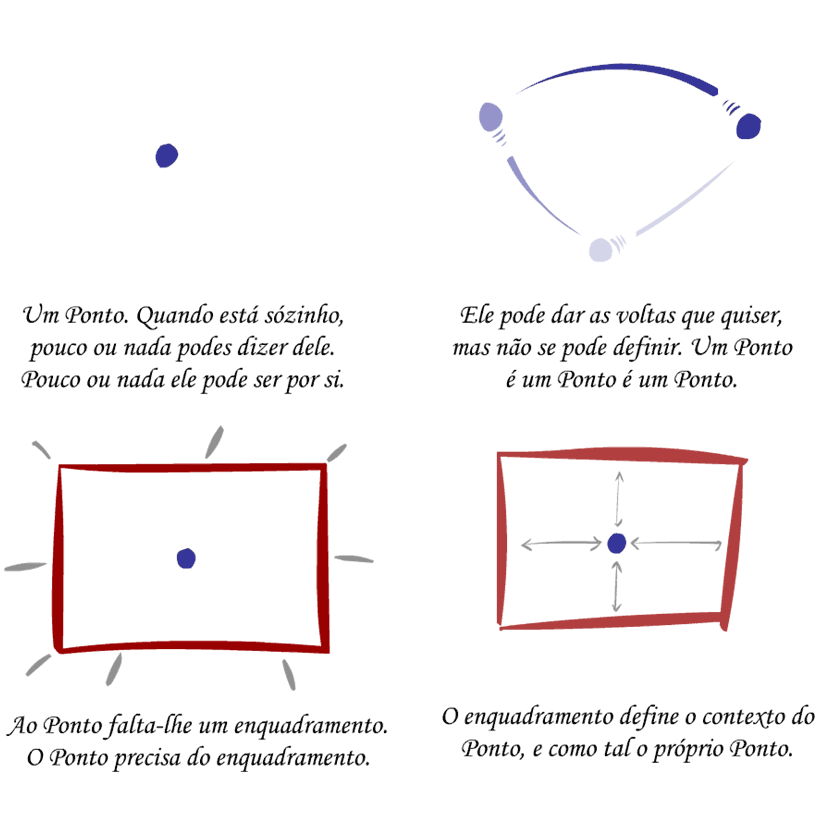 Um Ponto. Quando está sózinho,
pouco ou nada podes dizer dele.
Pouco ou nada ele pode ser por si.
Ele pode dar as voltas que quiser,
mas não se pode definir. Um Ponto
é um Ponto é um Ponto.
Ao Ponto falta-lhe um enquadramento.
O Ponto precisa do enquadramento.
O enquadramento define o contexto do
Ponto, e como tal o próprio Ponto.